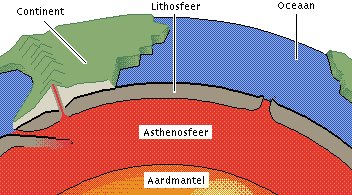 Continent
Lithosfeer
Oceaan
Asthenosfeer
Aardmantel